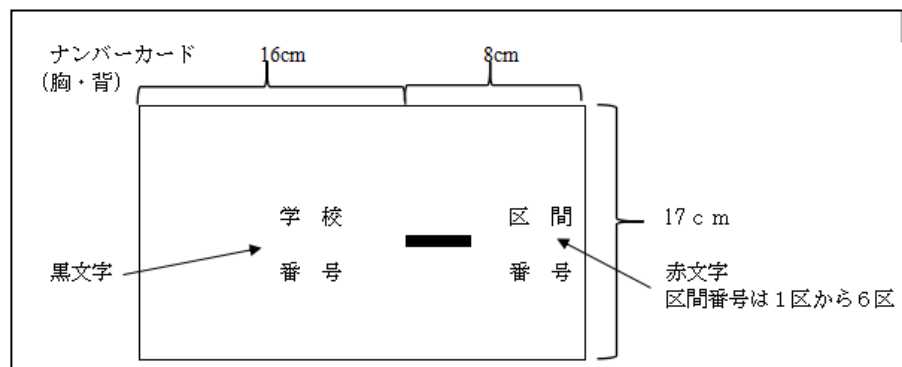 ナンバーカード 16cm 8cm
(胸・背)
学 校 区 間
17ｃｍ
黒文字 番 号 番 号 赤文字
区間番号は１区から６区